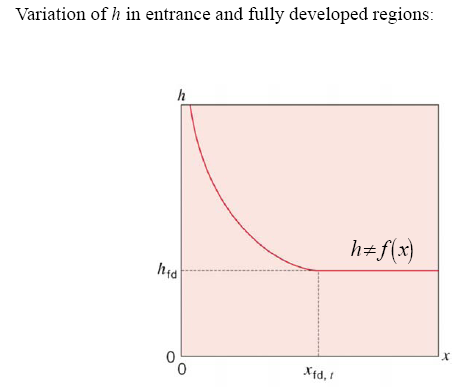 Variation of h in entrance and fully developed regions:
h
h≠f(x)
hfd
0
0
xfd, t
x